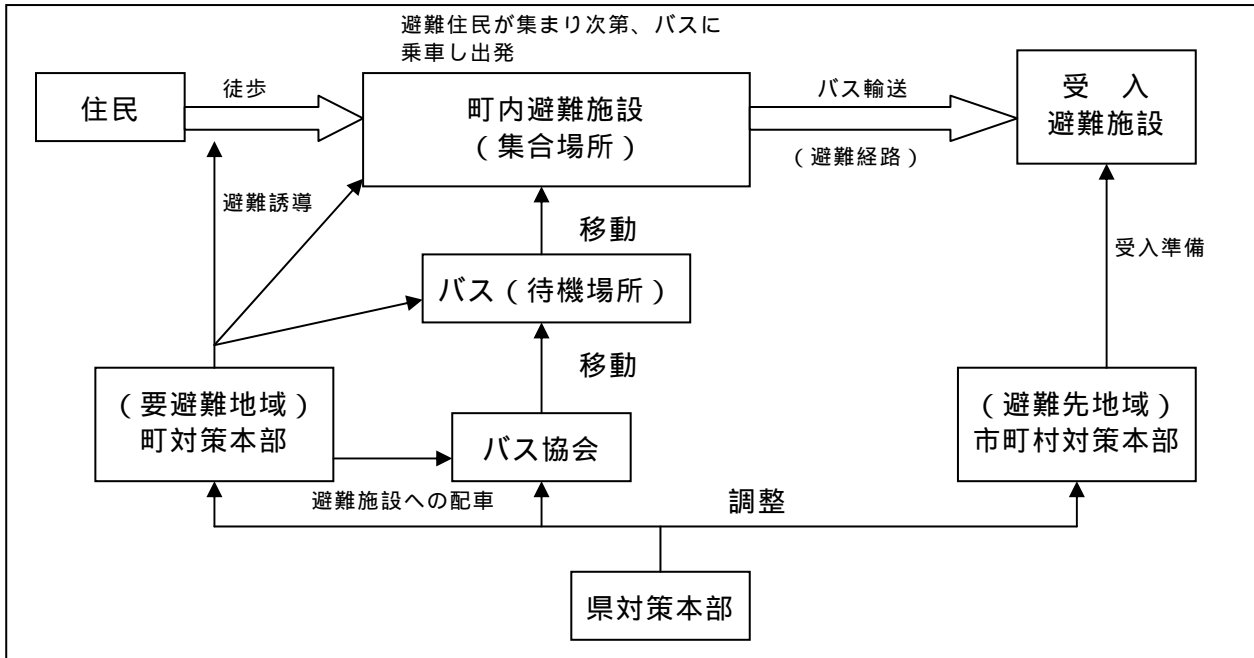 避難住民が集まり次第、バスに
乗車し出発
住民
徒歩
町内避難施設
（集合場所）
バス輸送
（避難経路）
受　入
避難施設
避難誘導
移動
バス（待機場所）
受入準備
移動
（要避難地域）
町対策本部
バス協会
（避難先地域）
市町村対策本部
避難施設への配車
調整
県対策本部